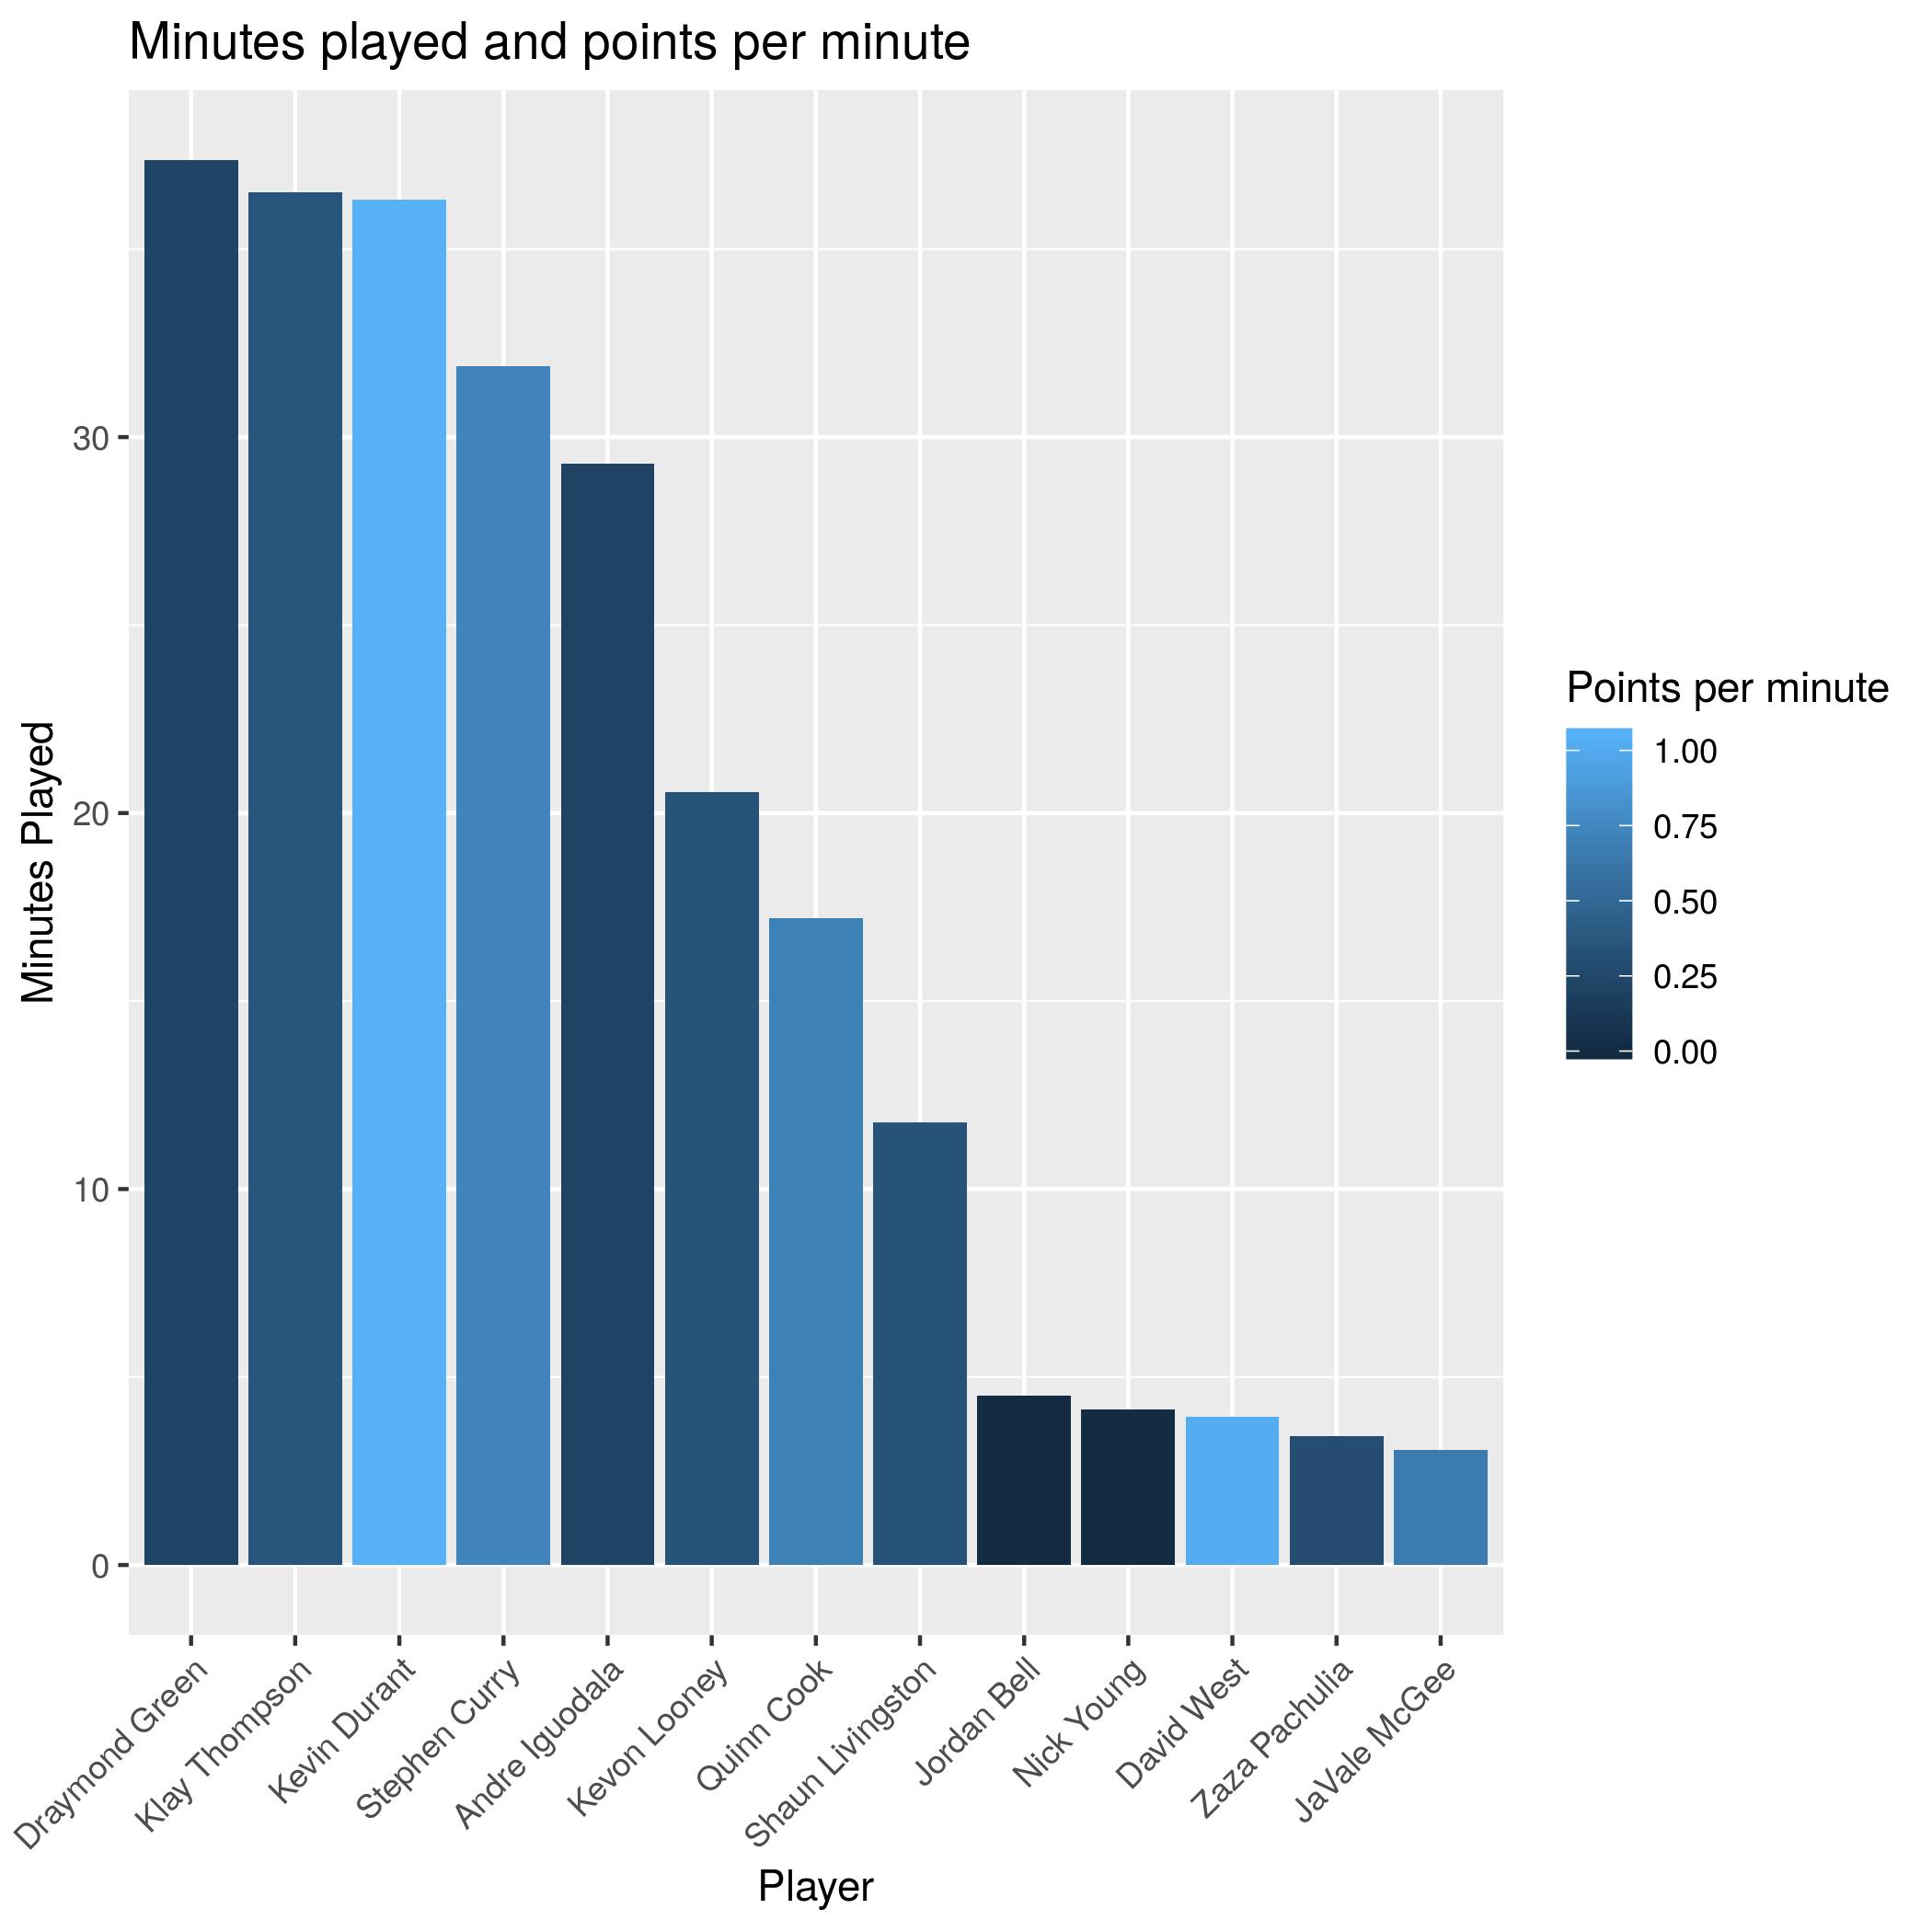 Minutes played and points per minute
Minutes Played
30
20
10
0
Draymond Green
Klay Thompson
Kevin Durant
Stephen Curry
Andre Iguodala
Kevon Looney
Quinn Cook
Shaun Livingston
Jordan Bell
Nick Young
David West
Zaza Pachulia
JaVale McGee
Player
Points per minute
1.00
0.75
0.50
0.25
0.00